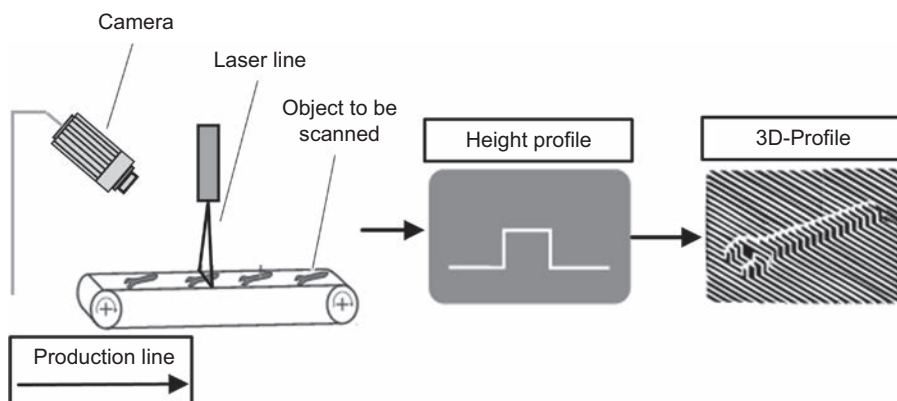 Camera
Laser line
Object to be
scanned
Height profile
3D-Profile
Production line